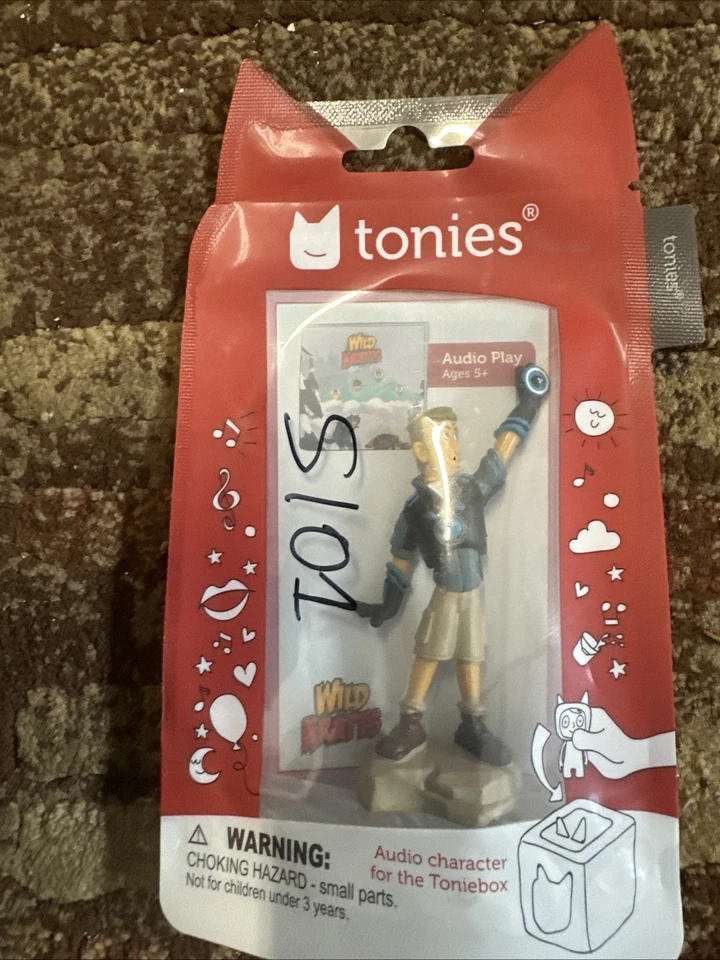 tonies®
tonies®
WILD
KRATTS
Audio Play
Ages 5+
5101
WILD
KRATTS
WARNING:
CHOKING HAZARD - small parts.
Not for children under 3 years.
Audio character
for the Toniebox